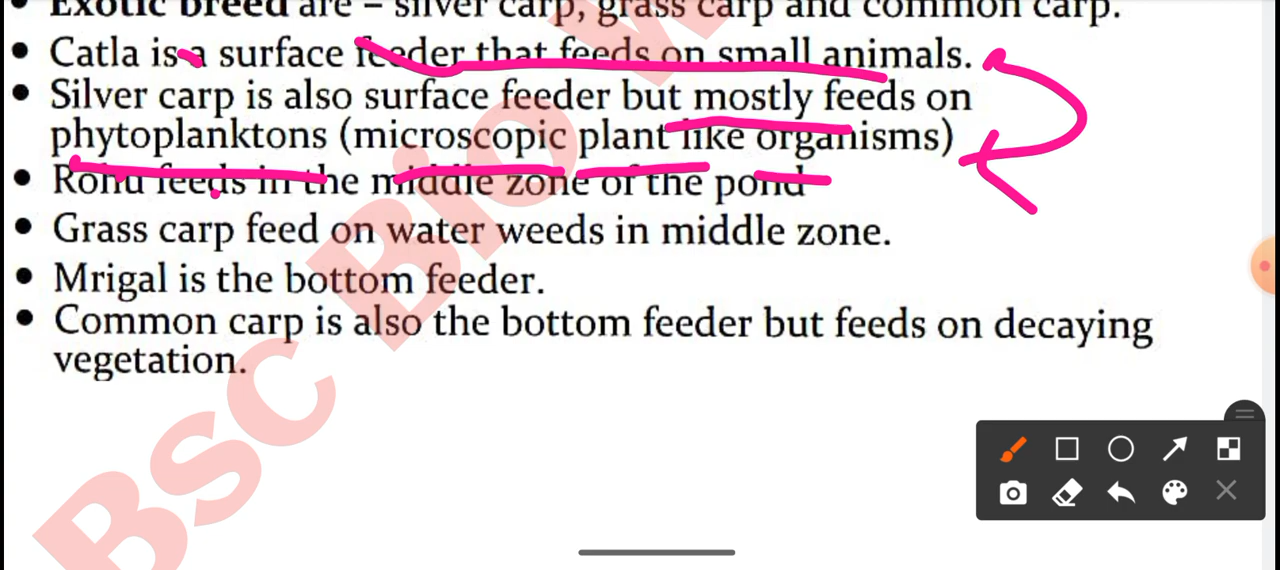 Exotic breed are – silver carp, grass carp and common carp.
• Catla is a surface feeder that feeds on small animals.
• Silver carp is also surface feeder but mostly feeds on
phytoplanktons (microscopic plant like organisms)
• Rohu feeds in the middle zone of the pond
• Grass carp feed on water weeds in middle zone.
• Mrigal is the bottom feeder.
• Common carp is also the bottom feeder but feeds on decaying
vegetation.
Bsc Bio